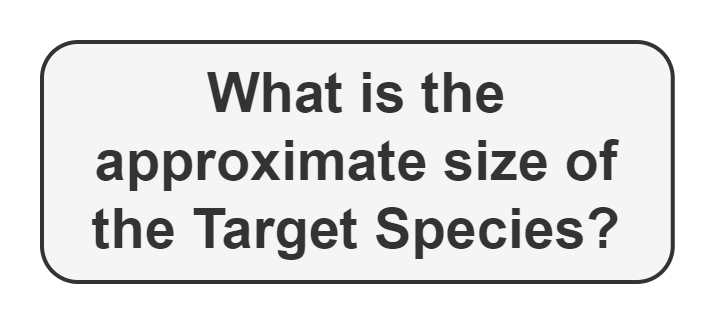 What is the
approximate size of
the Target Species?